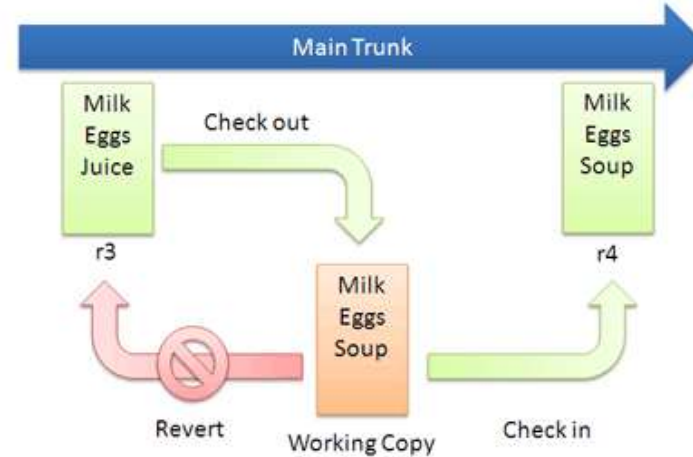 Main Trunk
Milk
Eggs
Juice
r3
Check out
Milk
Eggs
Soup
r4
Milk
Eggs
Soup
Working Copy
Revert
Check in